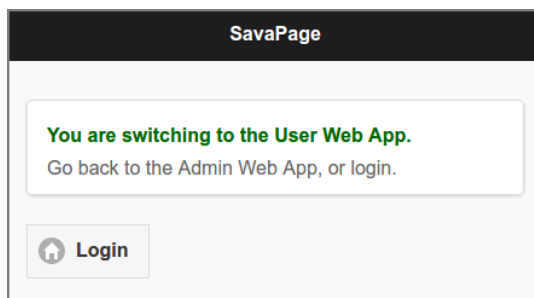 SavaPage
You are switching to the User Web App.
Go back to the Admin Web App, or login.
Login